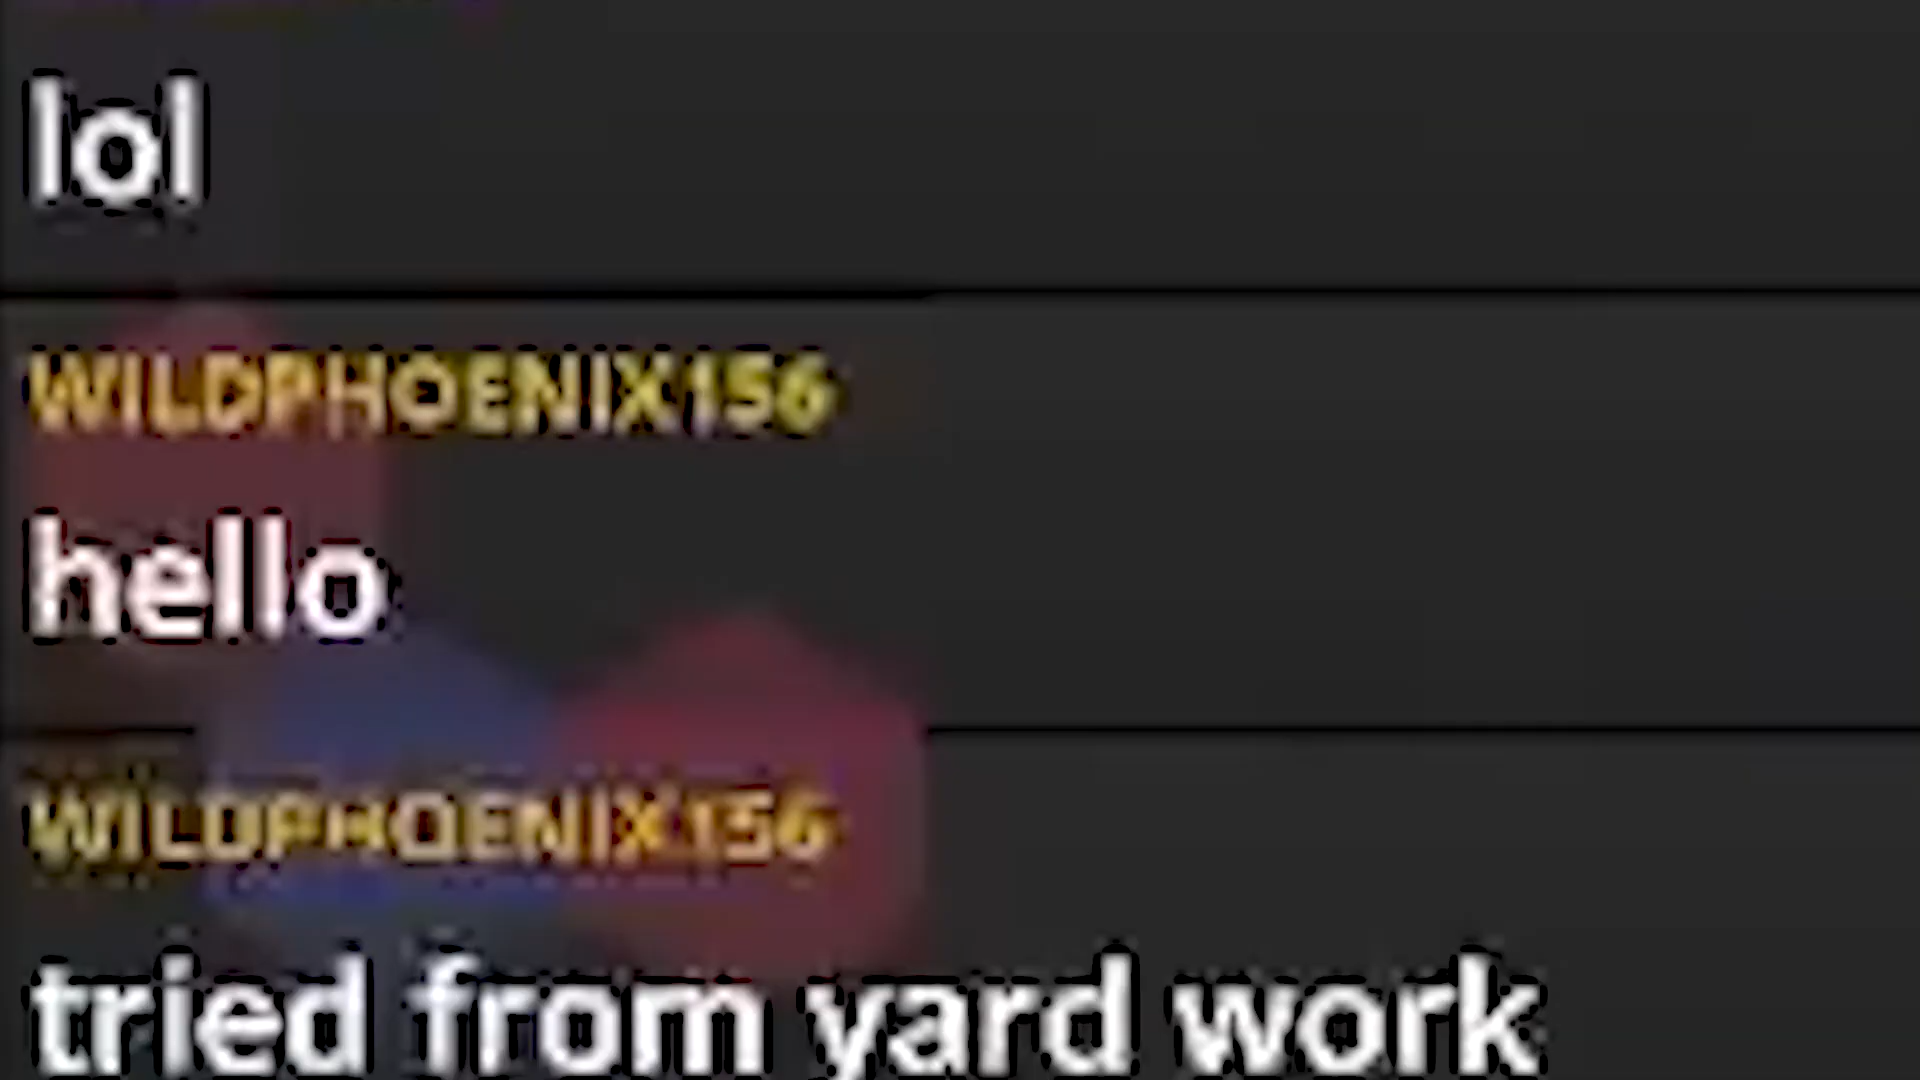 lol
WILDPHOENIX156
hello
WILDPHOENIX156
tried from yard work